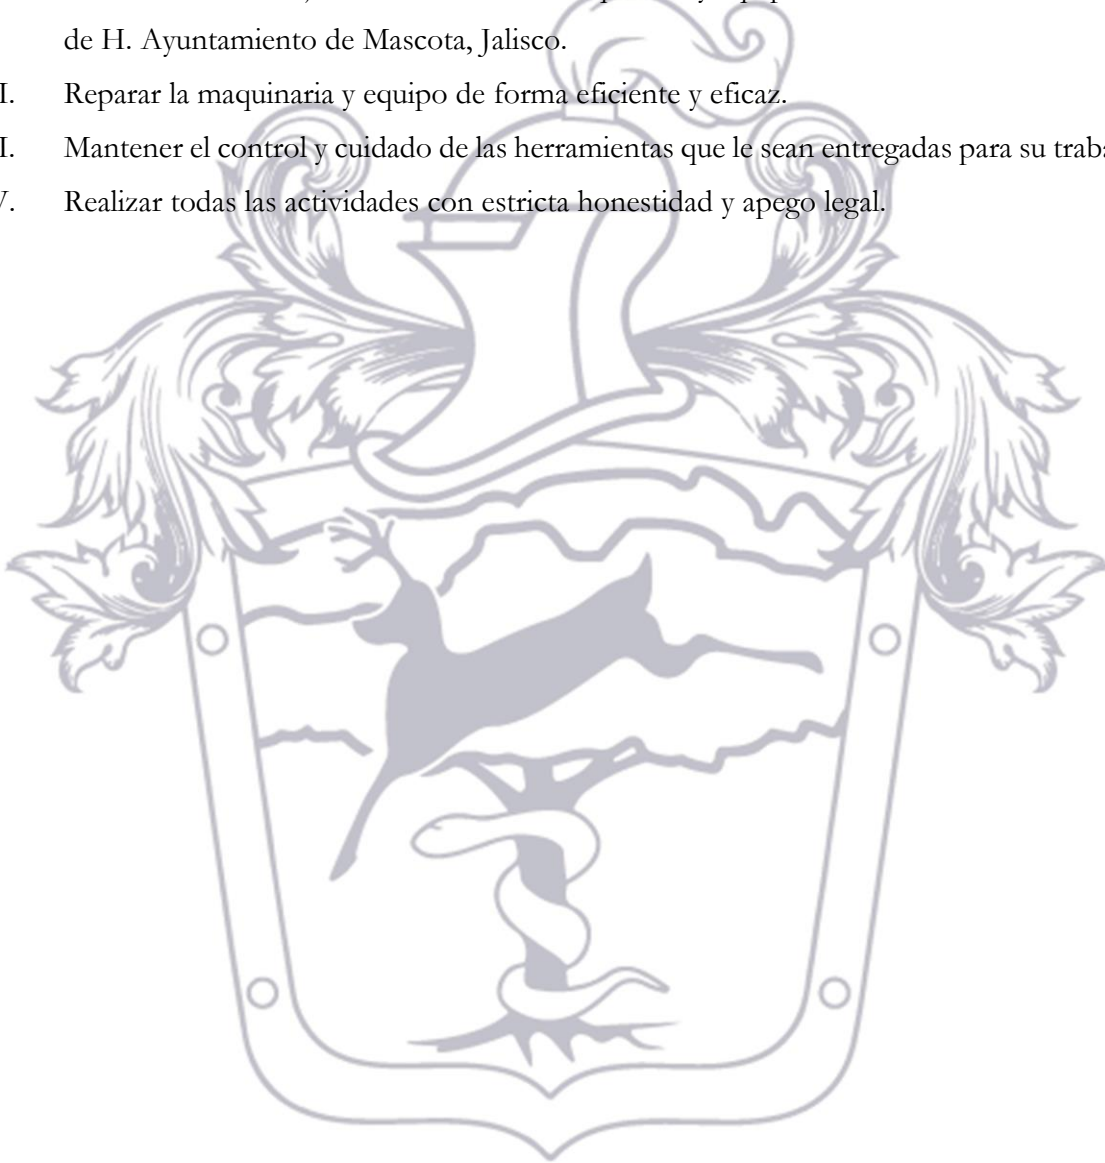 de H. Ayuntamiento de Mascota, Jalisco.
I. Reparar la maquinaria y equipo de forma eficiente y eficaz.
I. Mantener el control y cuidado de las herramientas que le sean entregadas para su
V. Realizar todas las actividades con estricta honestidad y apego legal.